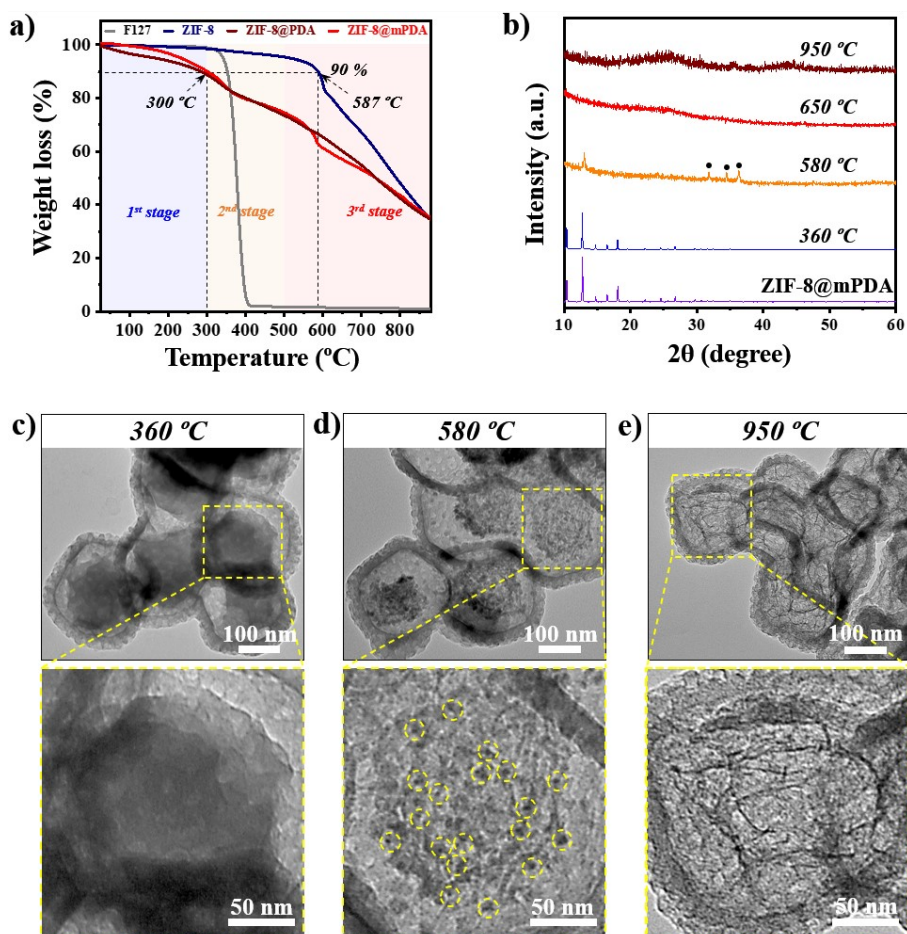 a)
F127 ZIF-8 ZIF-8@PDA ZIF-8@mPDA
100
80
60
40
20
0
Weight loss (%)
90 %
300 ºC
587 ºC
1st stage
2nd stage
3rd stage
100 200 300 400 500 600 700 800
Temperature (ºC)
b)
Intensity (a.u.)
950 ºC
650 ºC
580 ºC
360 ºC
ZIF-8@mPDA
10 20 30 40 50 60
2θ (degree)
c)
360 ºC
100 nm
50 nm
d)
580 ºC
100 nm
50 nm
e)
950 ºC
100 nm
50 nm